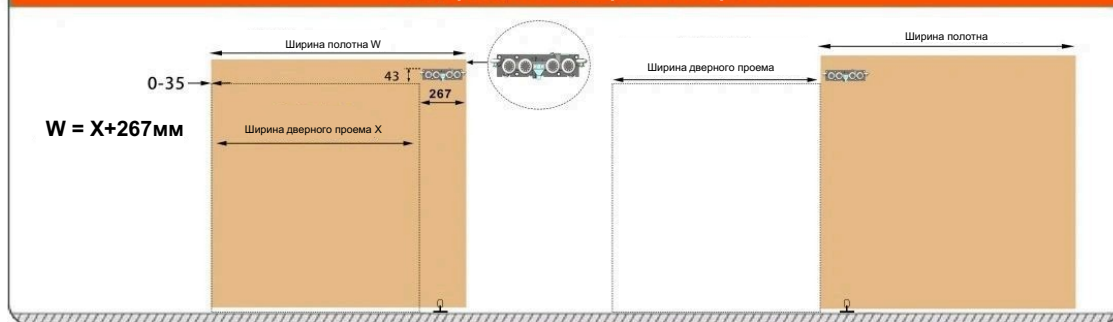 Ширина полотна W
Ширина полотна
0-35
43
267
Ширина дверного проема
W = X+267мм
Ширина дверного проема X